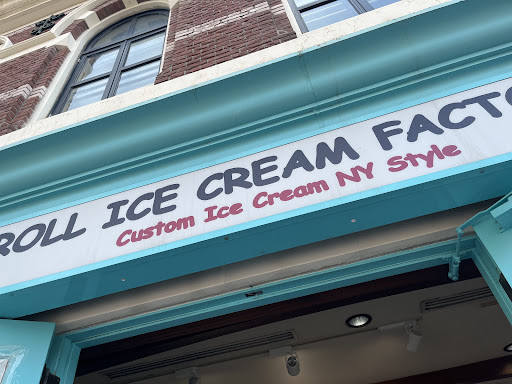 ROLL ICE CREAM FACTO
Custom Ice Cream NY Style